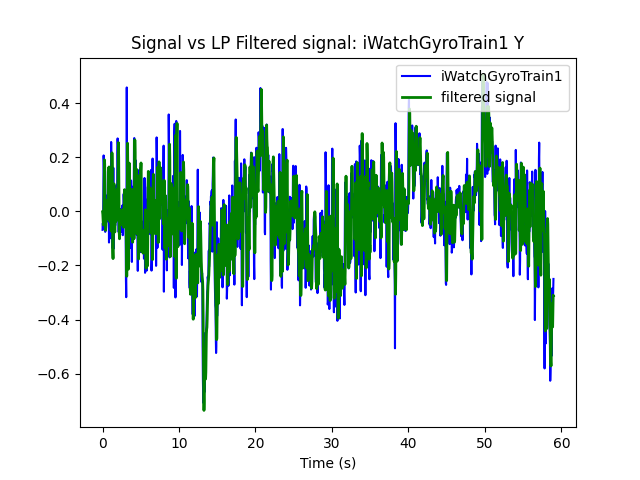 Signal vs LP Filtered signal: iWatchGyroTrain1 Y
iWatchGyroTrain1
filtered signal
0.4
0.2
0.0
−0.2
−0.4
−0.6
0 10 20 30 40 50 60
Time (s)